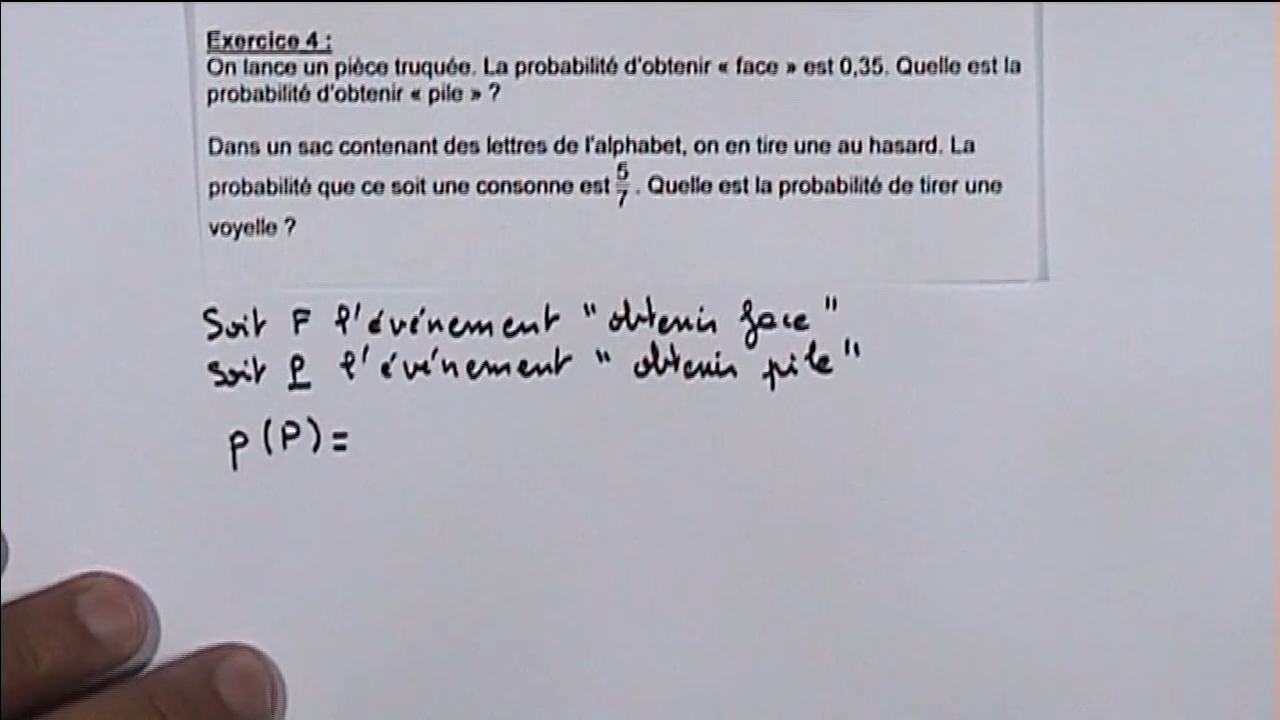 Exercice 4 :
On lance un pièce truquée. La probabilité d'obtenir « face » est 0,35. Quelle est la
probabilité d'obtenir « pile » ?
Dans un sac contenant des lettres de l'alphabet, on en tire une au hasard. La
probabilité que ce soit une consonne est 5/7. Quelle est la probabilité de tirer une
voyelle ?
Soit F l'événement "obtenir face"
Soit P l'événement "obtenir pile"
p(P)=